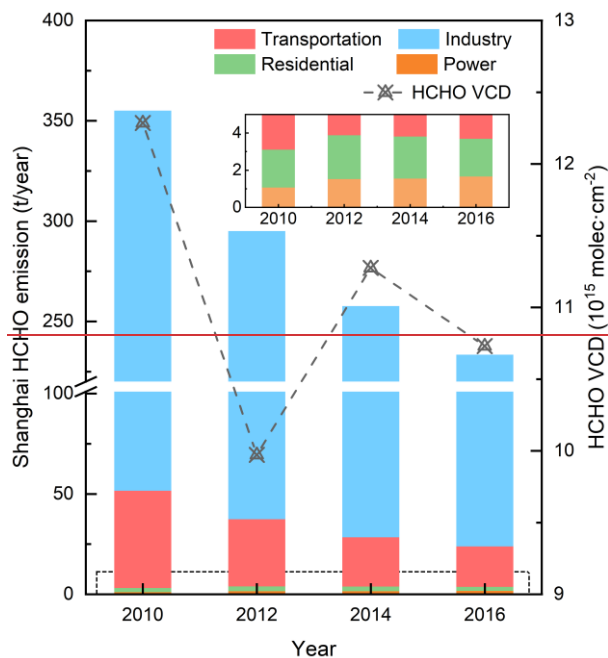 Transportation
Industry
Residential
Power
HCHO VCD
Shanghai HCHO emission (t/year)
400
350
300
250
100
50
0
4
2
0
2010 2012 2014 2016
13
12
11
10
9
HCHO VCD (10¹⁵ molec·cm⁻²)
2010 2012 2014 2016
Year